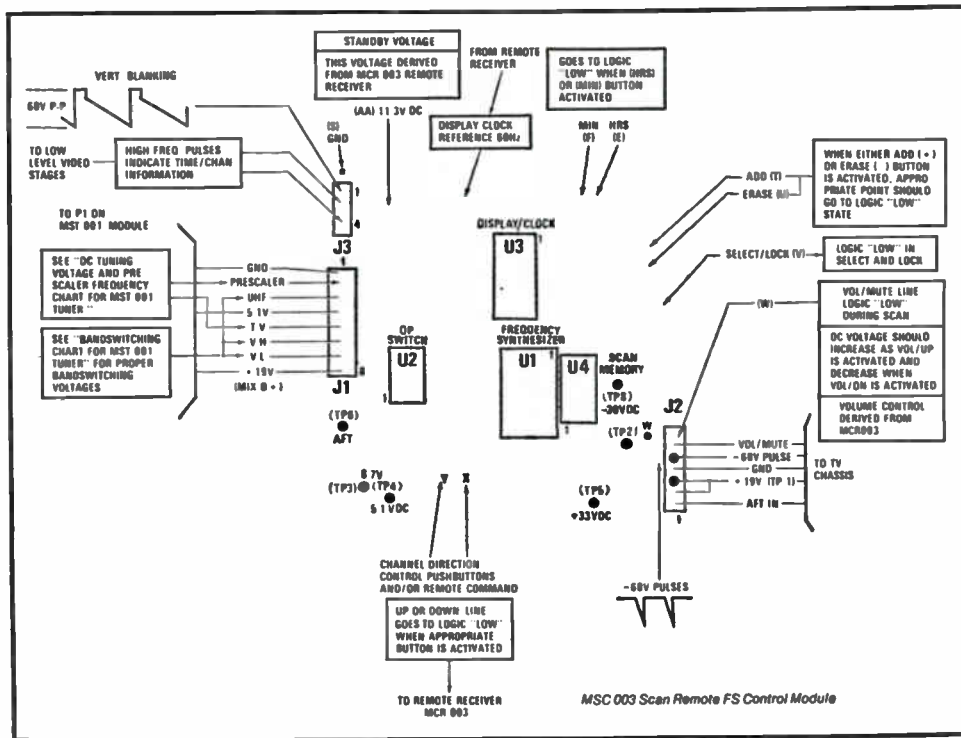 STANDBY VOLTAGE
THIS VOLTAGE DERIVED
FROM MCR 003 REMOTE
RECEIVER
(AA) 11 3V DC
FROM REMOTE
RECEIVER
DISPLAY CLOCK
REFERENCE 60Hz
GOES TO LOGIC
"LOW" WHEN (HRS)
OR (MIN) BUTTON
ACTIVATED
MIN
(F)
HRS
(E)
VERT BLANKING
68V P-P
TO LOW
LEVEL VIDEO
STAGES
HIGH FREQ PULSES
INDICATE TIME/CHAN
INFORMATION
(S)
GND
1
4
J3
ADD (T)
ERASE (U)
WHEN EITHER ADD (+)
OR ERASE ( ) BUTTON
IS ACTIVATED, APPRO
PRIATE POINT SHOULD
GO TO LOGIC "LOW"
STATE
SELECT/LOCK (V)
LOGIC "LOW" IN
SELECT AND LOCK
TO P1 ON
MST 001 MODULE
SEE "DC TUNING
VOLTAGE AND PRE
SCALER FREQUENCY
CHART FOR MST 001
TUNER"
SEE "BANDSWITCHING
CHART FOR MST 001
TUNER" FOR PROPER
BANDSWITCHING
VOLTAGES
GND
PRESCALER
UHF
5 1V
T V
V H
V L
+ 19V
(MIX B +)
J1
DISPLAY/CLOCK
U3
1
OP
SWITCH
U2
1
FREQUENCY
SYNTHESIZER
U1
1
U4
1
SCAN
MEMORY
(TP8)
-30VDC
(TP2)
W
J2
(W)
VOL/MUTE LINE
LOGIC "LOW"
DURING SCAN
DC VOLTAGE SHOULD
INCREASE AS VOL/UP
IS ACTIVATED AND
DECREASE WHEN
VOL/DN IS ACTIVATED
VOLUME CONTROL
DERIVED FROM
MCR003
VOL/MUTE
-68V PULSE
GND
+ 19V (TP 1)
AFT IN
TO TV
CHASSIS
(TP6)
AFT
6 7V
(TP3)
(TP4)
5 1 VDC
Y
X
(TP5)
+33VDC
-68V PULSES
CHANNEL DIRECTION
CONTROL PUSHBUTTONS
AND/OR REMOTE COMMAND
UP OR DOWN LINE
GOES TO LOGIC "LOW"
WHEN APPROPRIATE
BUTTON IS ACTIVATED
TO REMOTE RECEIVER
MCR 003
MSC 003 Scan Remote FS Control Module